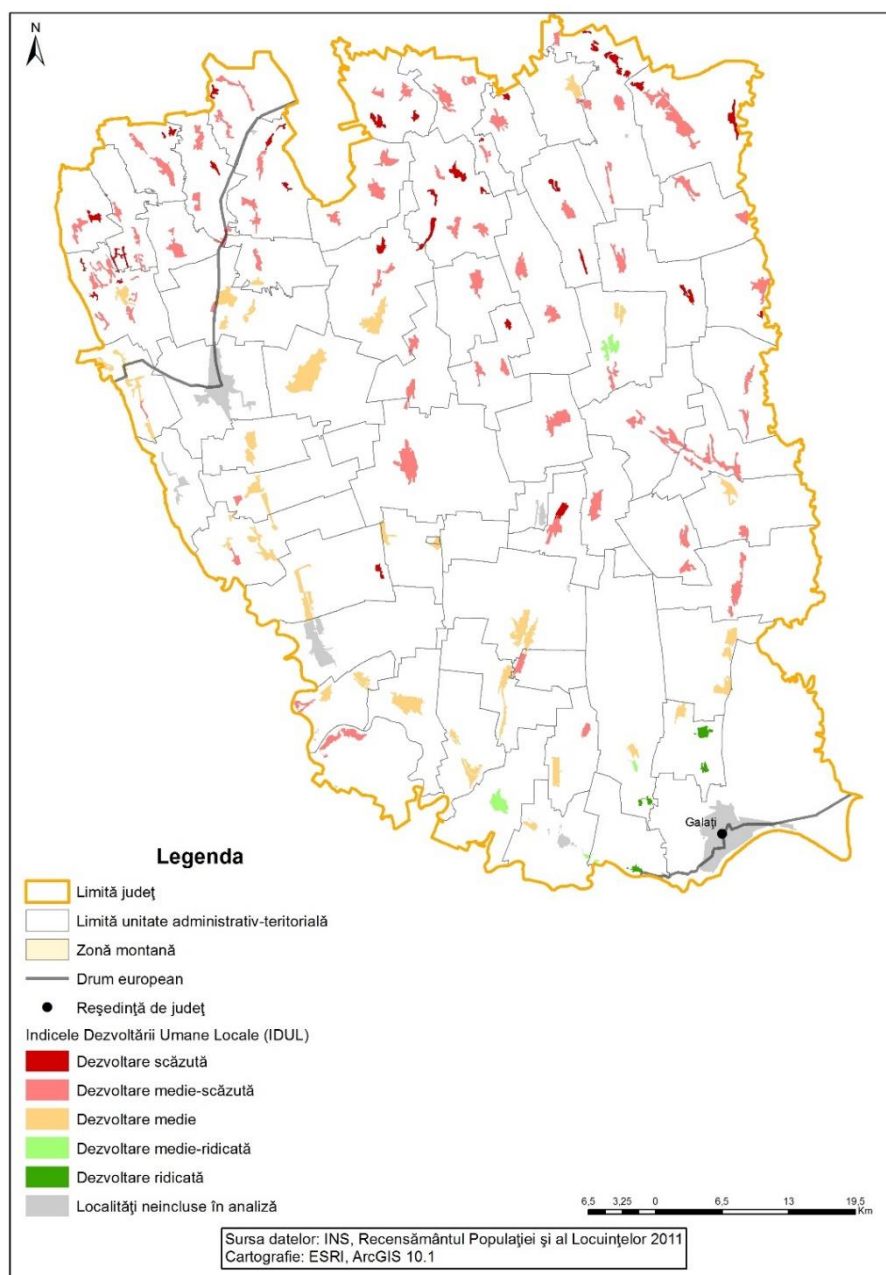 N
Galaţi
Legenda
Limită judeţ
Limită unitate administrativ-teritorială
Zonă montană
Drum european
Reşedinţă de judeţ
Indicele Dezvoltării Umane Locale (IDUL)
Dezvoltare scăzută
Dezvoltare medie-scăzută
Dezvoltare medie
Dezvoltare medie-ridicată
Dezvoltare ridicată
Localităţi neincluse în analiză
6,5 3,25 0 6,5 13 19,5
Km
Sursa datelor: INS, Recensământul Populaţiei şi al Locuinţelor 2011
Cartografie: ESRI, ArcGIS 10.1